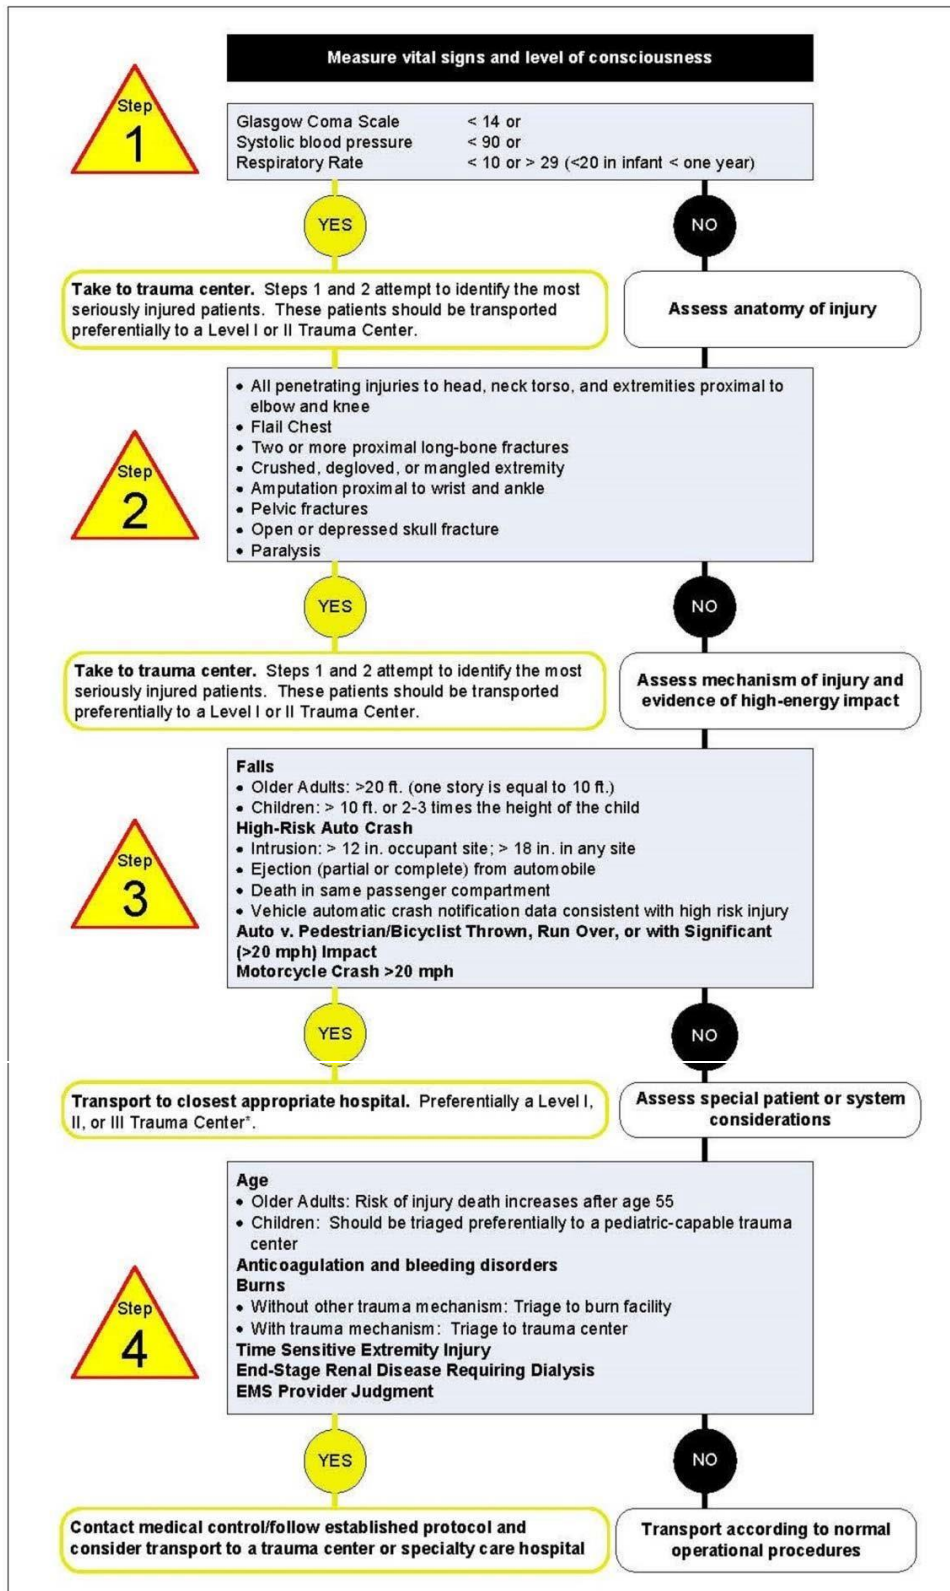 Measure vital signs and level of consciousness
Step
1
Glasgow Coma Scale < 14 or
Systolic blood pressure < 90 or
Respiratory Rate < 10 or > 29 (<20 in infant < one year)
YES
NO
Take to trauma center. Steps 1 and 2 attempt to identify the most
seriously injured patients. These patients should be transported
preferentially to a Level I or II Trauma Center.
Assess anatomy of injury
Step
2
• All penetrating injuries to head, neck torso, and extremities proximal to
elbow and knee
• Flail Chest
• Two or more proximal long-bone fractures
• Crushed, degloved, or mangled extremity
• Amputation proximal to wrist and ankle
• Pelvic fractures
• Open or depressed skull fracture
• Paralysis
YES
NO
Take to trauma center. Steps 1 and 2 attempt to identify the most
seriously injured patients. These patients should be transported
preferentially to a Level I or II Trauma Center.
Assess mechanism of injury and
evidence of high-energy impact
Step
3
Falls
• Older Adults: >20 ft. (one story is equal to 10 ft.)
• Children: > 10 ft. or 2-3 times the height of the child
High-Risk Auto Crash
• Intrusion: > 12 in. occupant site; > 18 in. in any site
• Ejection (partial or complete) from automobile
• Death in same passenger compartment
• Vehicle automatic crash notification data consistent with high risk injury
Auto v. Pedestrian/Bicyclist Thrown, Run Over, or with Significant
(>20 mph) Impact
Motorcycle Crash >20 mph
YES
NO
Transport to closest appropriate hospital. Preferentially a Level I,
II, or III Trauma Center*.
Assess special patient or system
considerations
Step
4
Age
• Older Adults: Risk of injury death increases after age 55
• Children: Should be triaged preferentially to a pediatric-capable trauma
center
Anticoagulation and bleeding disorders
Burns
• Without other trauma mechanism: Triage to burn facility
• With trauma mechanism: Triage to trauma center
Time Sensitive Extremity Injury
End-Stage Renal Disease Requiring Dialysis
EMS Provider Judgment
YES
NO
Contact medical control/follow established protocol and
consider transport to a trauma center or specialty care hospital
Transport according to normal
operational procedures